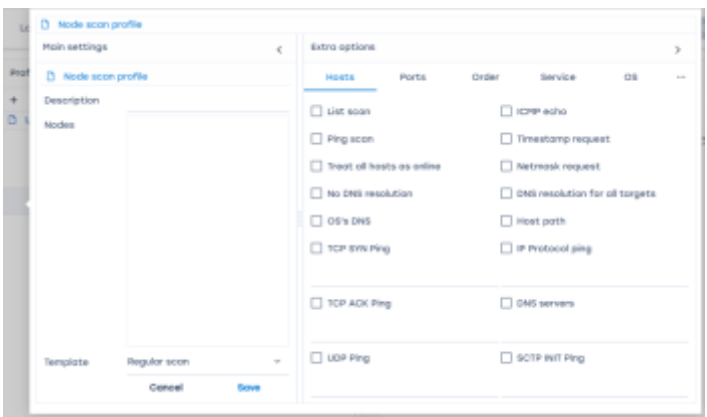 Node scan profile
Main settings
Node scan profile
Description
Nodes
Template
Regular scan
Cancel
Save
Extra options
Hosts
Ports
Order
Service
OS
...
List scan
ICMP echo
Ping scan
Timestamp request
Treat all hosts as online
Netmask request
No DNS resolution
DNS resolution for all targets
OS's DNS
Host path
TCP SYN Ping
IP Protocol ping
TCP ACK Ping
DNS servers
UDP Ping
SCTP INIT Ping